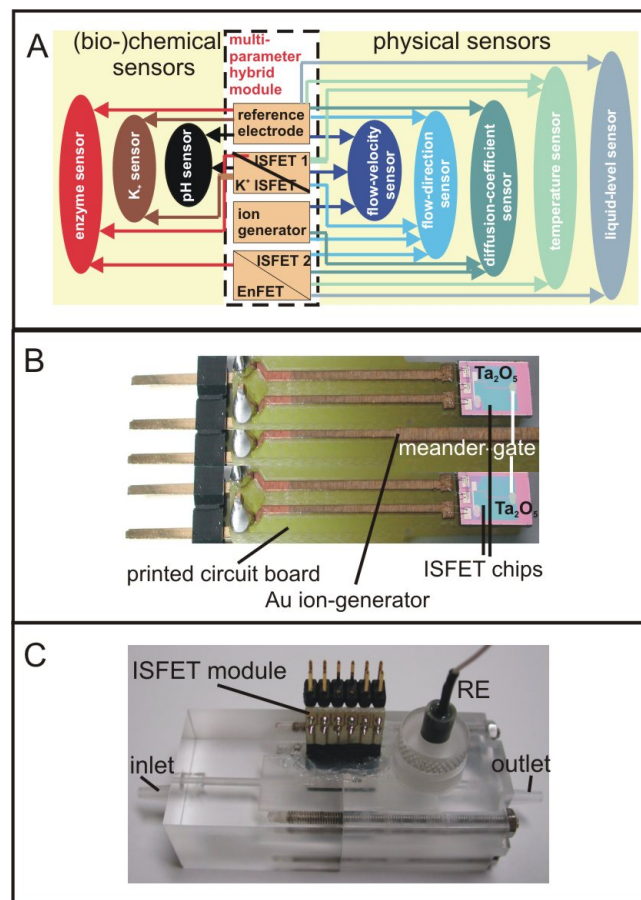 A
(bio-)chemical
sensors
multi-
parameter
hybrid
module
physical sensors
enzyme sensor
K+ sensor
pH sensor
reference
electrode
ISFET 1
K+ ISFET
ion
generator
ISFET 2
EnFET
flow-velocity
sensor
flow-direction
sensor
diffusion-coefficient
sensor
temperature sensor
liquid-level sensor
B
Ta2O5
meander-gate
Ta2O5
printed circuit board
ISFET chips
Au ion-generator
C
ISFET module
RE
inlet
outlet